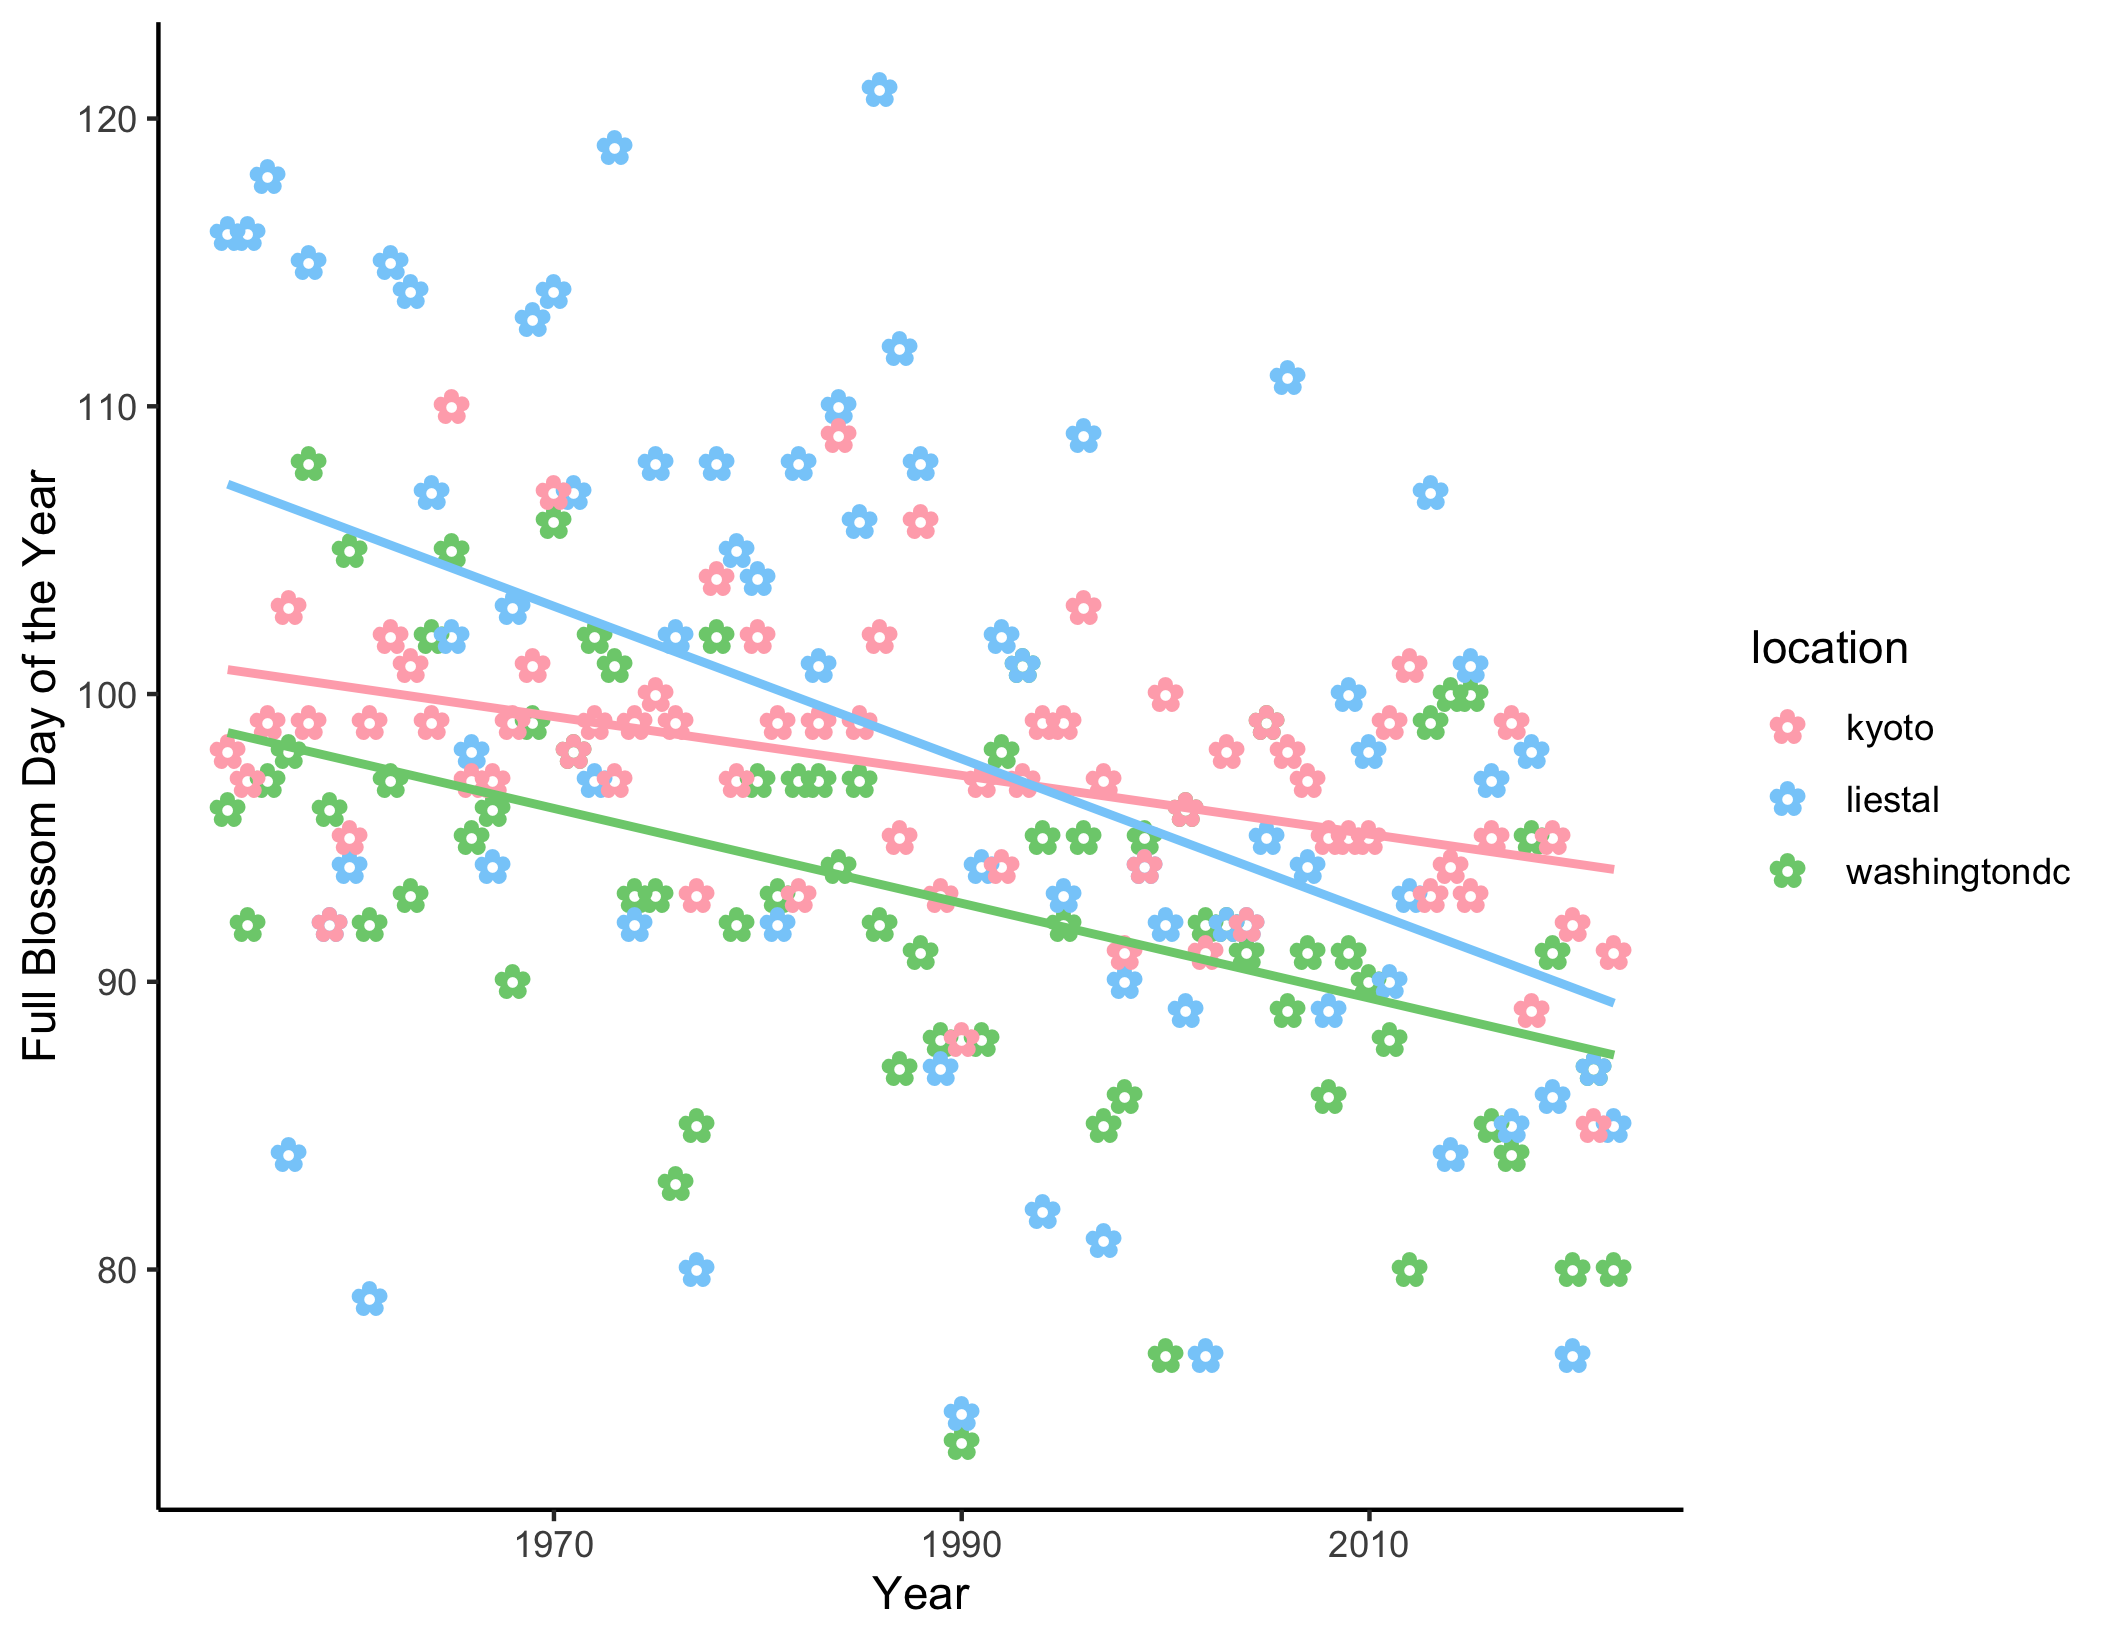 Full Blossom Day of the Year
120
110
100
90
80
1970
1990
2010
Year
location
kyoto
liestal
washingtondc